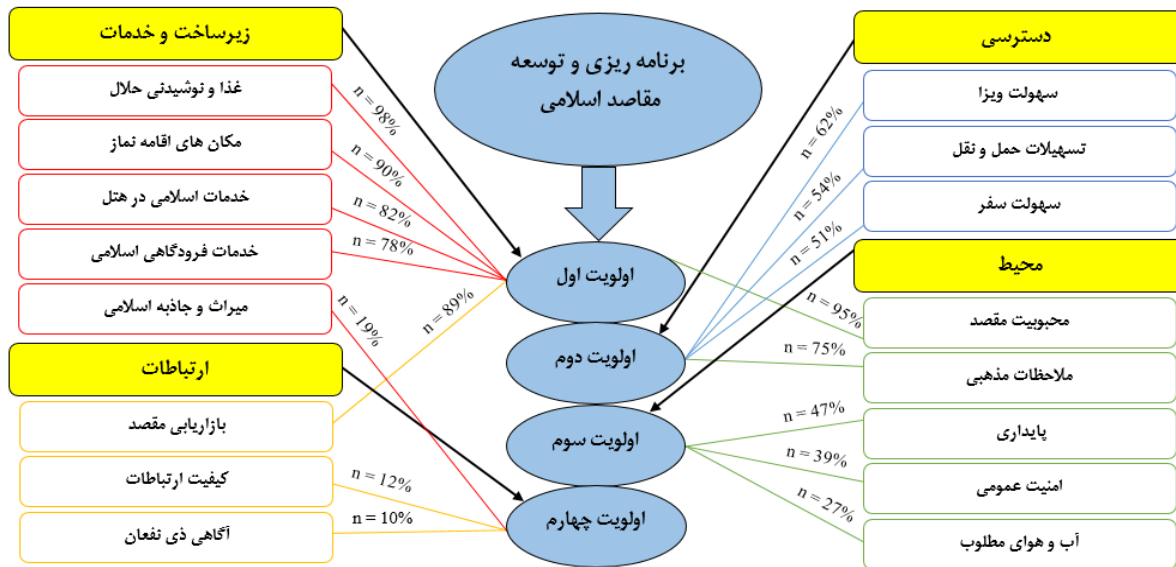 برنامه ریزی و توسعه
مقاصد اسلامی
زیرساخت و خدمات
غذا و نوشیدنی حلال
مکان های اقامه نماز
خدمات اسلامی در هتل
خدمات فرودگاهی اسلامی
میراث و جاذبه اسلامی
ارتباطات
بازاریابی مقصد
کیفیت ارتباطات
آگاهی ذی نفعان
n = 98%
n = 90%
n = 82%
n = 78%
n = 19%
n = 89%
n = 12%
n = 10%
اولویت اول
اولویت دوم
اولویت سوم
اولویت چهارم
دسترسی
سهولت ویزا
تسهیلات حمل و نقل
سهولت سفر
محیط
محبوبیت مقصد
ملاحظات مذهبی
پایداری
امنیت عمومی
آب و هوای مطلوب
n = 62%
n = 54%
n = 51%
n = 95%
n = 75%
n = 47%
n = 39%
n = 27%